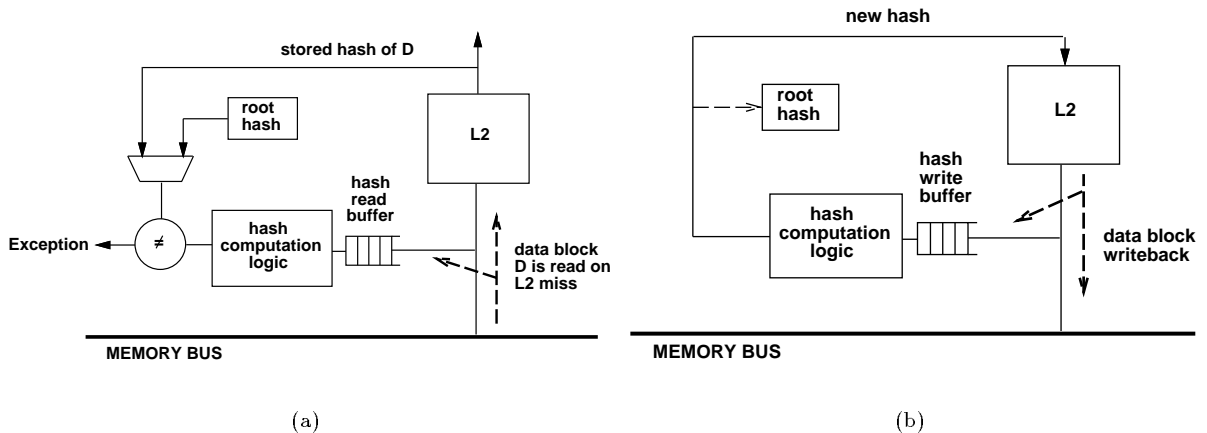 stored hash of D
root
hash
L2
hash
read
buffer
≠
Exception
hash
computation
logic
data block
D is read on
L2 miss
MEMORY BUS
(a)
new hash
root
hash
L2
hash
write
buffer
hash
computation
logic
data block
writeback
MEMORY BUS
(b)